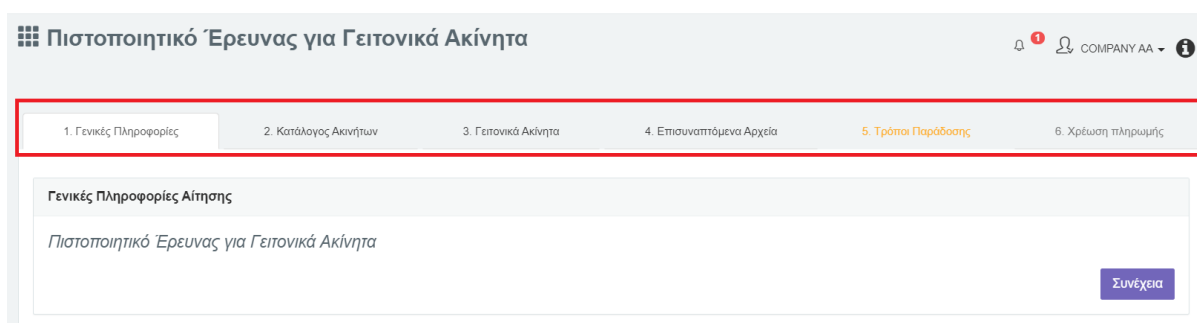 Πιστοποιητικό Έρευνας για Γειτονικά Ακίνητα
1 COMPANY AA
1. Γενικές Πληροφορίες 2. Κατάλογος Ακινήτων 3. Γειτονικά Ακίνητα 4. Επισυναπτόμενα Αρχεία 5. Τρόποι Παράδοσης 6. Χρέωση πληρωμής
Γενικές Πληροφορίες Αίτησης
Πιστοποιητικό Έρευνας για Γειτονικά Ακίνητα
Συνέχεια